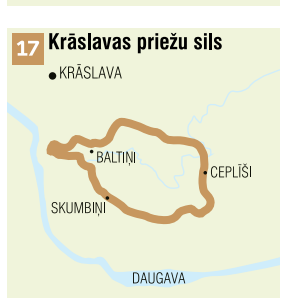 17 Krāslavas priežu sils
KRĀSLAVA
BALTIŅI
CEPLĪŠI
SKUMBIŅI
DAUGAVA